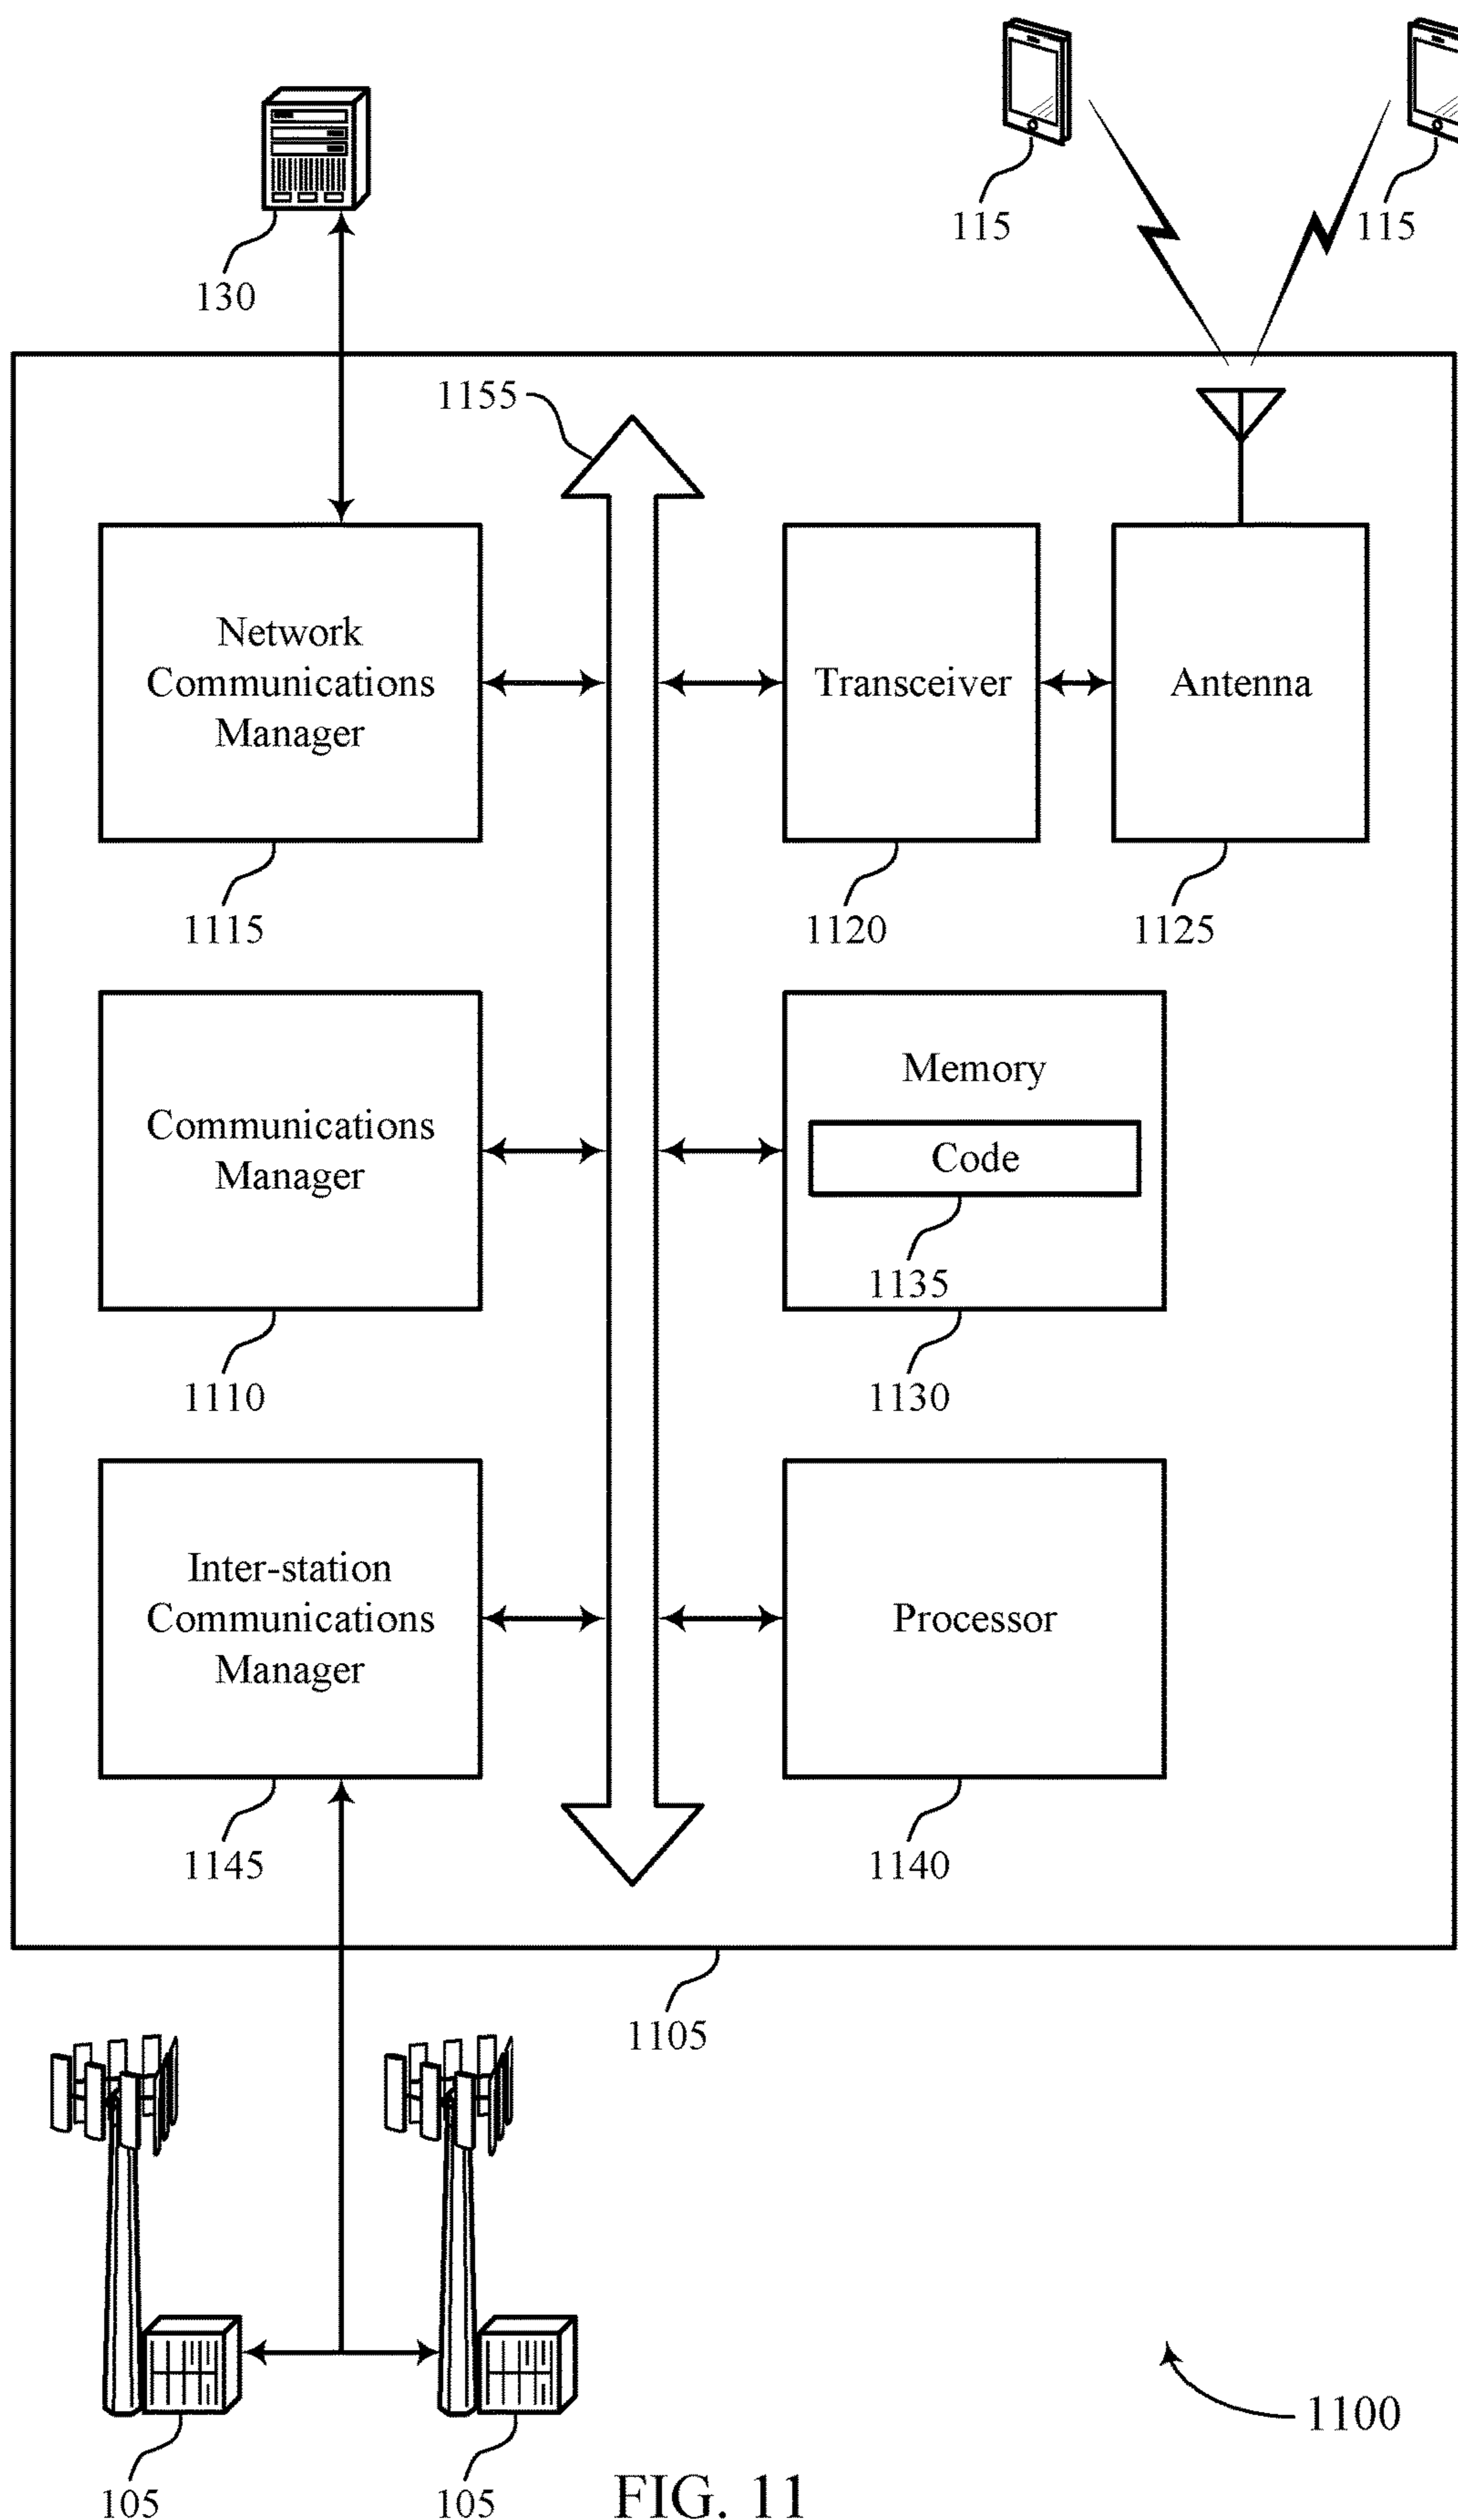 115
115
130
1155
Network
Communications
Manager
Transceiver
Antenna
1115
1120
1125
Communications
Manager
Memory
Code
1135
1110
1130
Inter-station
Communications
Manager
Processor
1145
1140
1105
1100
105
105
FIG. 11